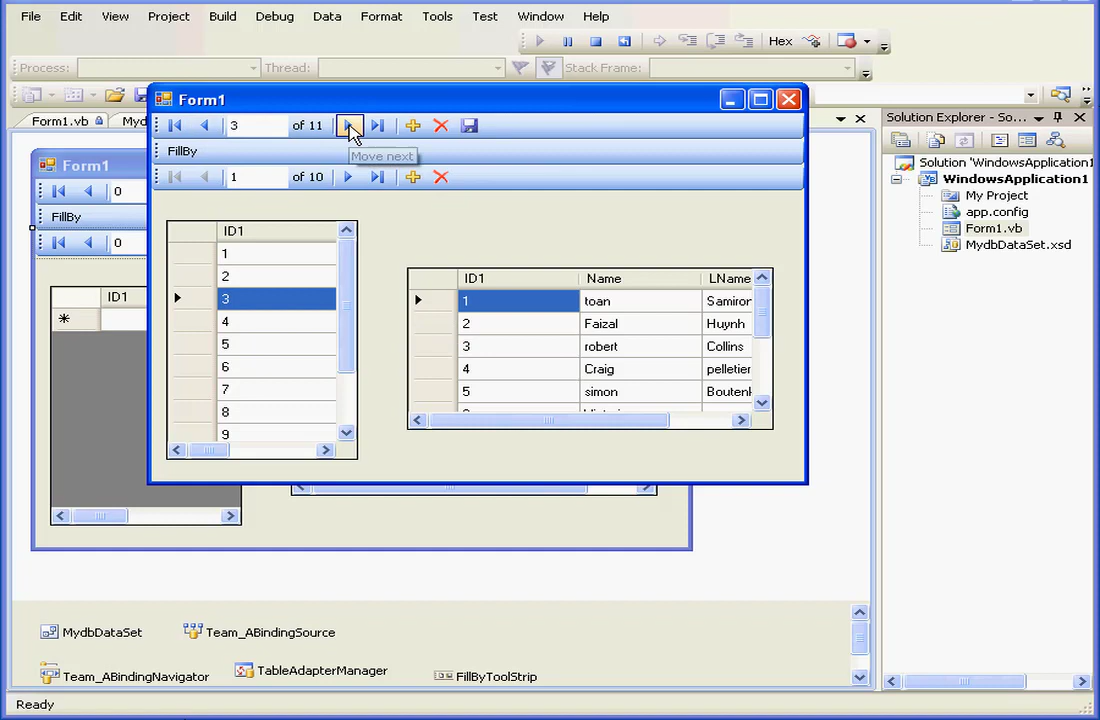 File Edit View Project Build Debug Data Format Tools Test Window Help
Hex
Process: Thread: Stack Frame:
Form1.vb Myd
Form1
3 of 11
Move next
FillBy
1 of 10
ID1
1
2
3
4
5
6
7
8
9
ID1 Name LName
1 toan Samiron
2 Faizal Huynh
3 robert Collins
4 Craig pelletier
5 simon Boutenk
Form1
0
FillBy
0
ID1
Solution Explorer - So...
Solution 'WindowsApplication1
WindowsApplication1
My Project
app.config
Form1.vb
MydbDataSet.xsd
MydbDataSet Team_ABindingSource
Team_ABindingNavigator TableAdapterManager FillByToolStrip
Ready